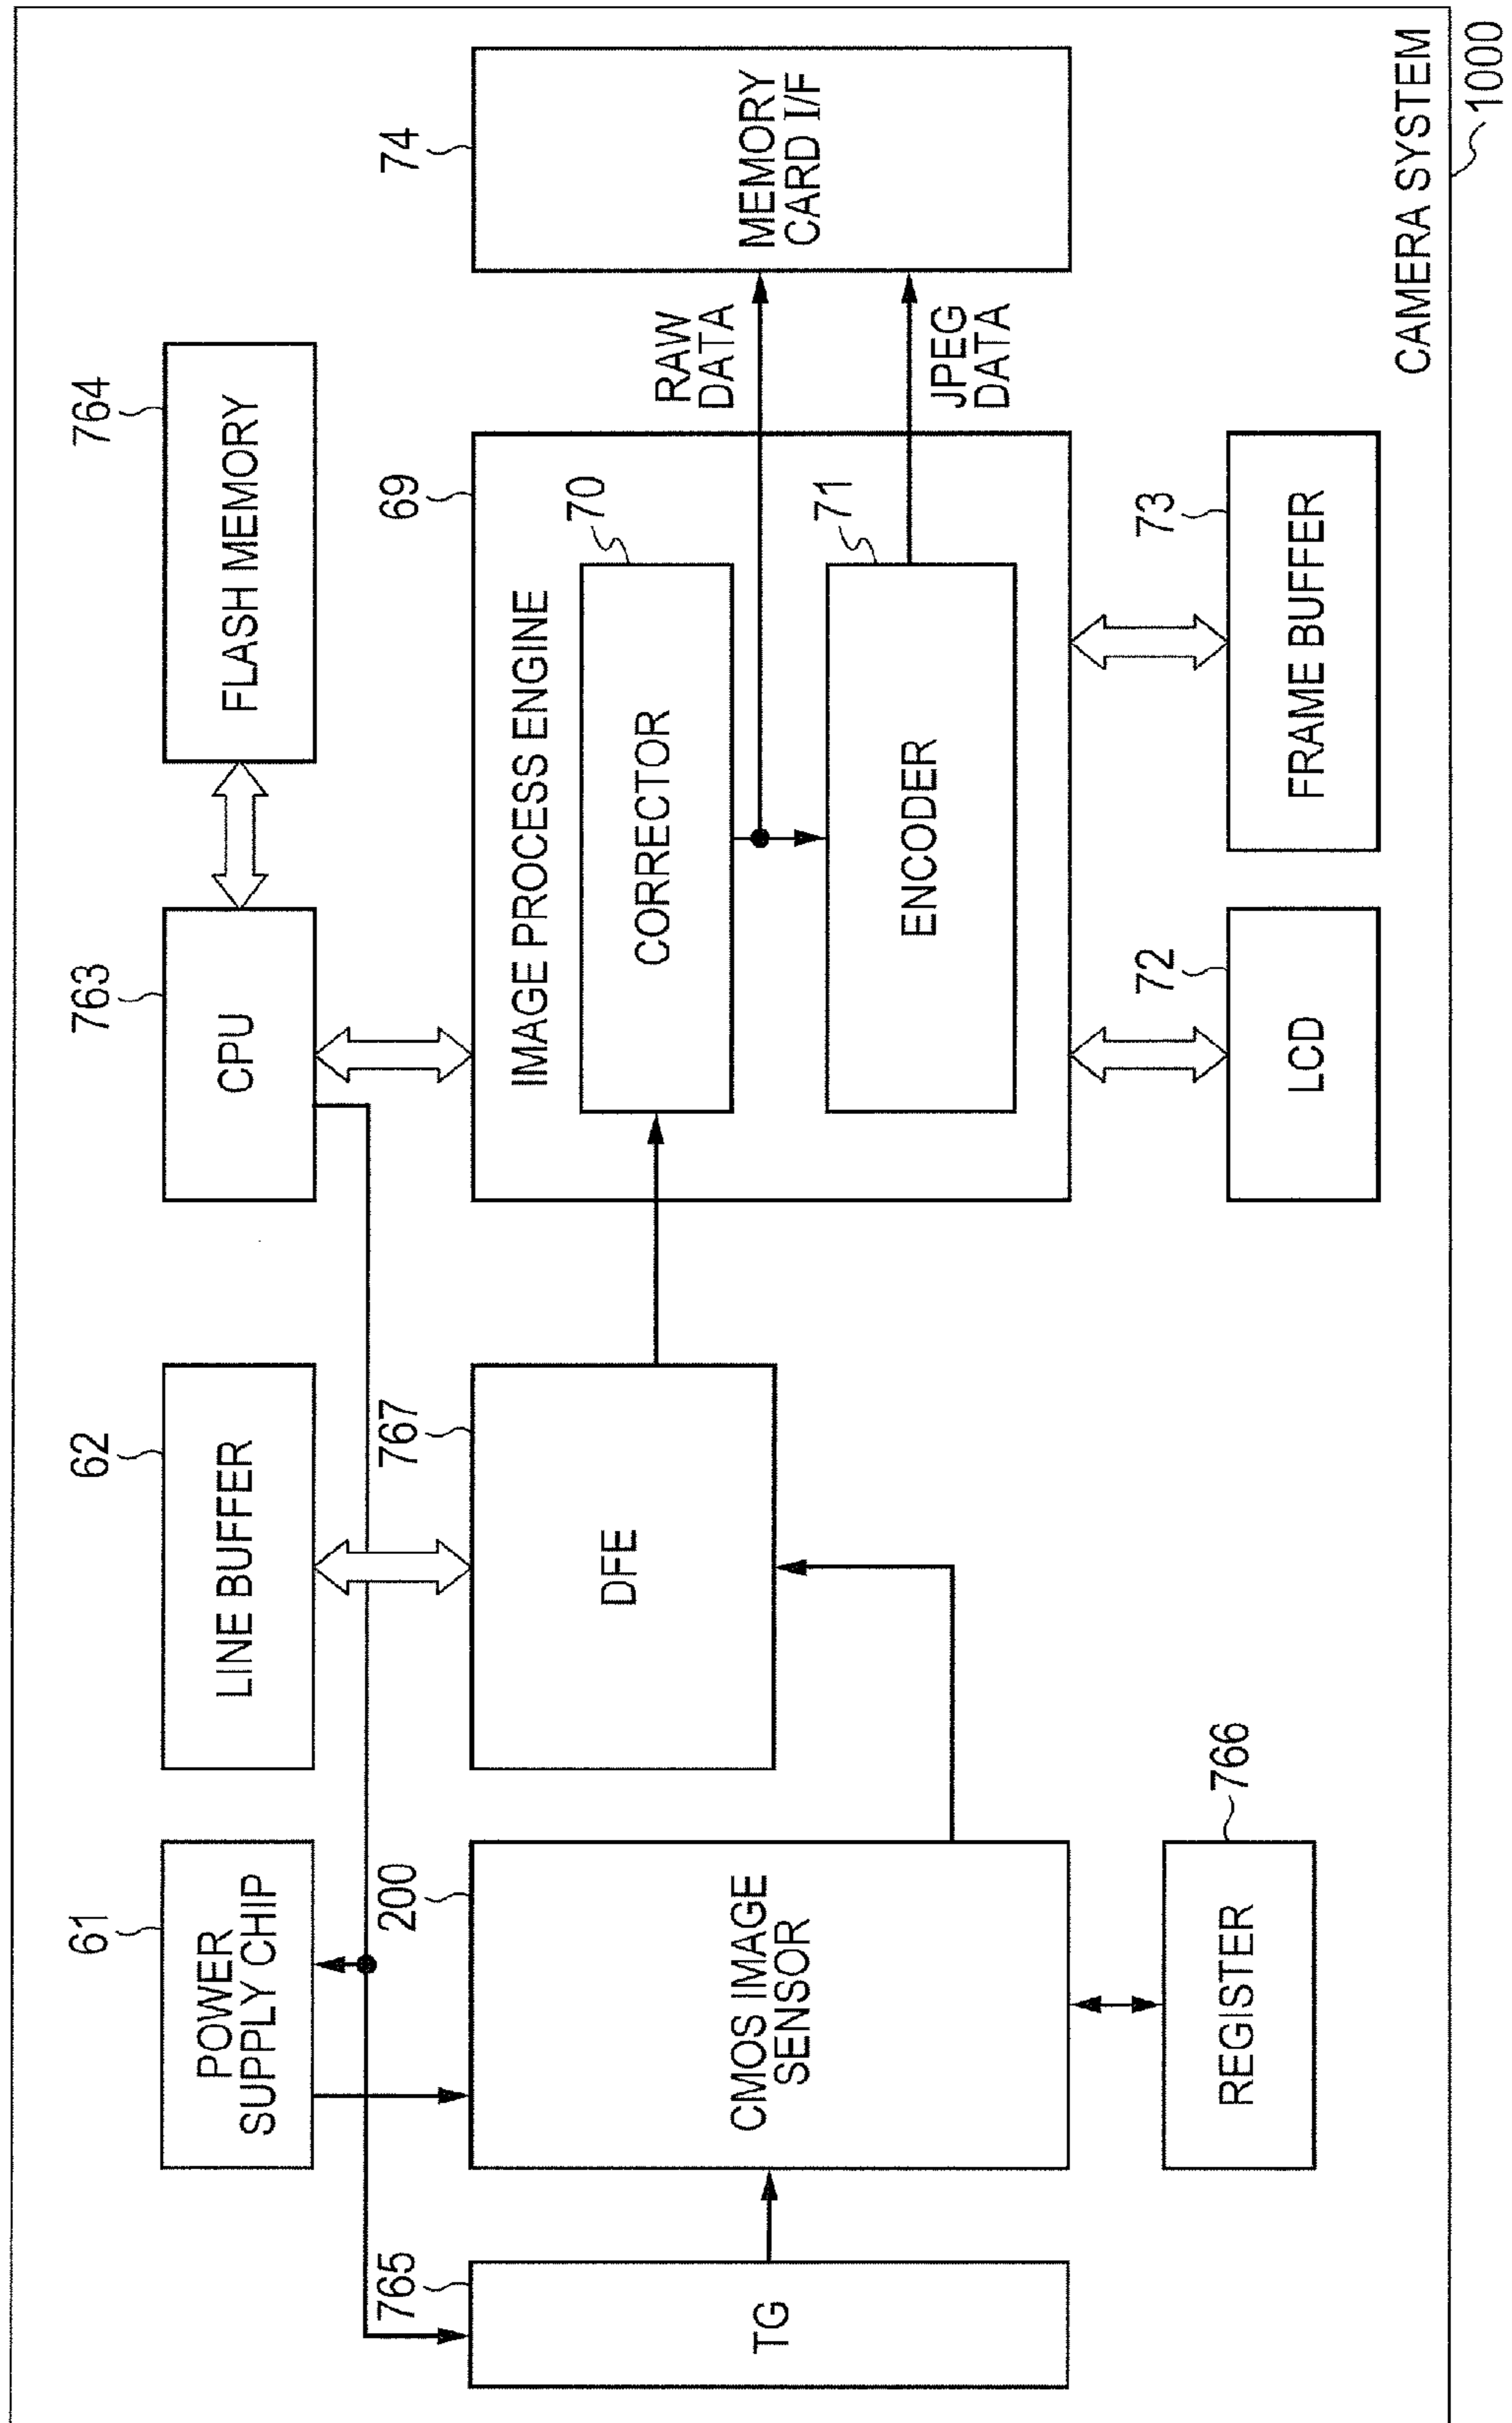 61
POWER
SUPPLY CHIP
62
LINE BUFFER
763
CPU
764
FLASH MEMORY
765
TG
200
CMOS IMAGE
SENSOR
767
DFE
69
IMAGE PROCESS ENGINE
70
CORRECTOR
71
ENCODER
RAW
DATA
JPEG
DATA
74
MEMORY
CARD I/F
766
REGISTER
72
LCD
73
FRAME BUFFER
CAMERA SYSTEM
1000